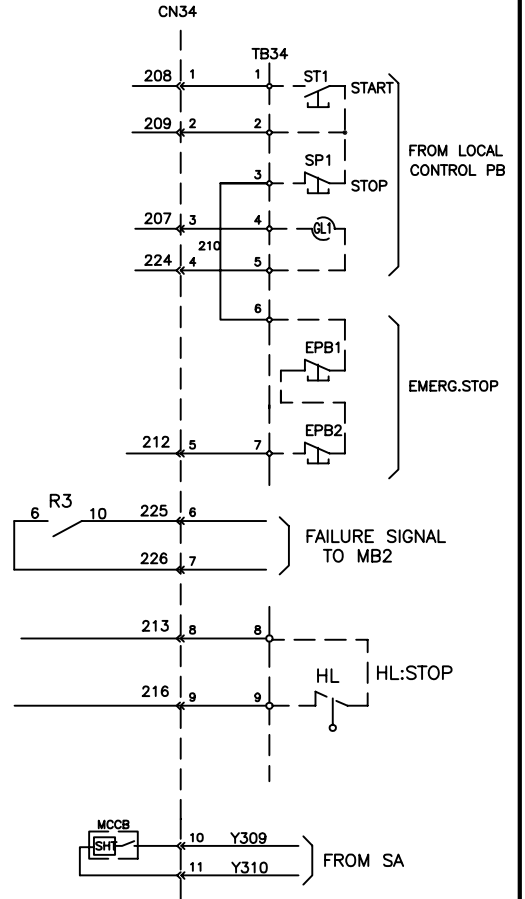 CN34
TB34
208 1 1 ST1 START
209 2 2
3 SP1 STOP
FROM LOCAL
CONTROL PB
207 3 4 GL1
210
224 4 5
6
EPB1
EMERG.STOP
EPB2
212 5 7
R3
6 10 225 6
FAILURE SIGNAL
TO MB2
226 7
213 8 8
HL HL:STOP
216 9 9
MCCB
SHT 10 Y309
FROM SA
11 Y310